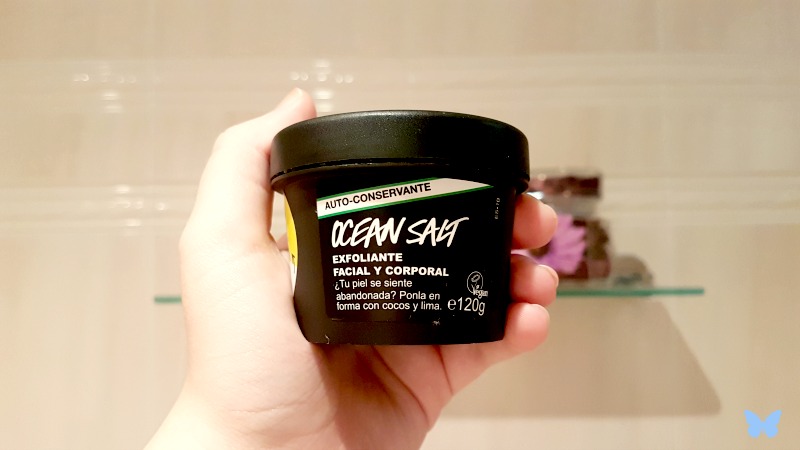 AUTO-CONSERVANTE
OCEAN SALT
EXFOLIANTE
FACIAL Y CORPORAL
¿Tu piel se siente
abandonada? Ponla en
forma con cocos y lima.
Vegan
e120g